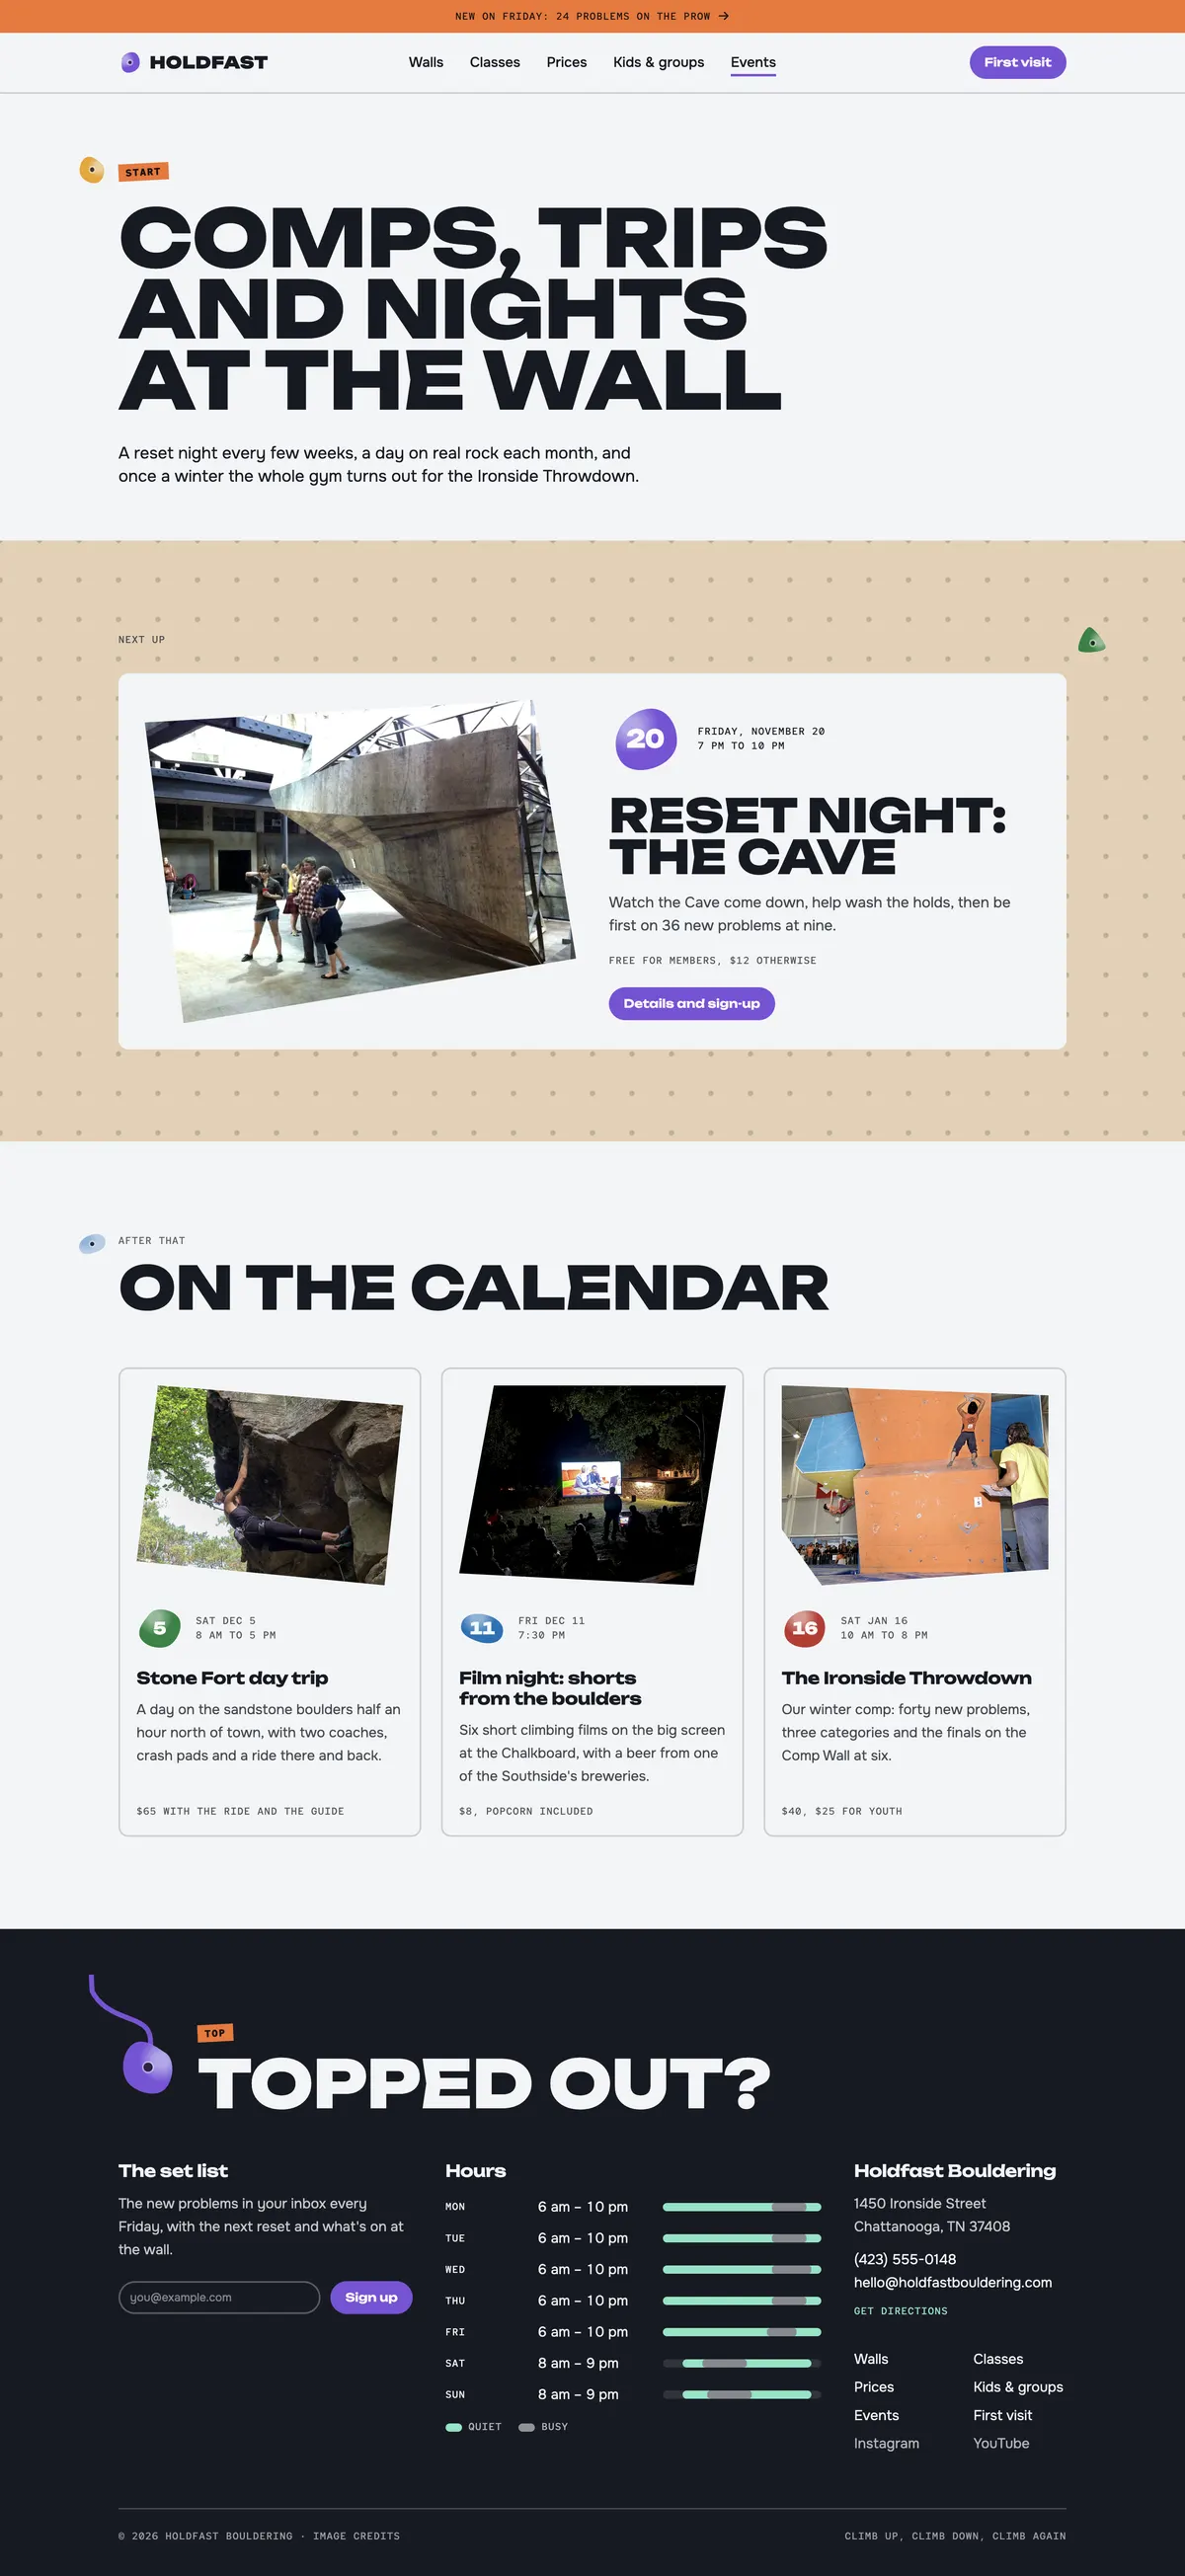 NEW ON FRIDAY: 24 PROBLEMS ON THE PROW →
HOLDFAST
Walls
Classes
Prices
Kids & groups
Events
First visit
START
COMPS, TRIPS
AND NIGHTS
AT THE WALL
A reset night every few weeks, a day on real rock each month, and
once a winter the whole gym turns out for the Ironside Throwdown.
NEXT UP
20
FRIDAY, NOVEMBER 20
7 PM TO 10 PM
RESET NIGHT:
THE CAVE
Watch the Cave come down, help wash the holds, then be
first on 36 new problems at nine.
FREE FOR MEMBERS, $12 OTHERWISE
Details and sign-up
AFTER THAT
ON THE CALENDAR
5
SAT DEC 5
8 AM TO 5 PM
Stone Fort day trip
A day on the sandstone boulders half an
hour north of town, with two coaches,
crash pads and a ride there and back.
$65 WITH THE RIDE AND THE GUIDE
11
FRI DEC 11
7:30 PM
Film night: shorts
from the boulders
Six short climbing films on the big screen
at the Chalkboard, with a beer from one
of the Southside's breweries.
$8, POPCORN INCLUDED
16
SAT JAN 16
10 AM TO 8 PM
The Ironside Throwdown
Our winter comp: forty new problems,
three categories and the finals on the
Comp Wall at six.
$40, $25 FOR YOUTH
TOP
TOPPED OUT?
The set list
The new problems in your inbox every
Friday, with the next reset and what's on at
the wall.
you@example.com
Sign up
Hours
MON 6 am – 10 pm
TUE 6 am – 10 pm
WED 6 am – 10 pm
THU 6 am – 10 pm
FRI 6 am – 10 pm
SAT 8 am – 9 pm
SUN 8 am – 9 pm
QUIET
BUSY
Holdfast Bouldering
1450 Ironside Street
Chattanooga, TN 37408
(423) 555-0148
hello@holdfastbouldering.com
GET DIRECTIONS
Walls
Classes
Prices
Kids & groups
Events
First visit
Instagram
YouTube
© 2026 HOLDFAST BOULDERING · IMAGE CREDITS
CLIMB UP, CLIMB DOWN, CLIMB AGAIN